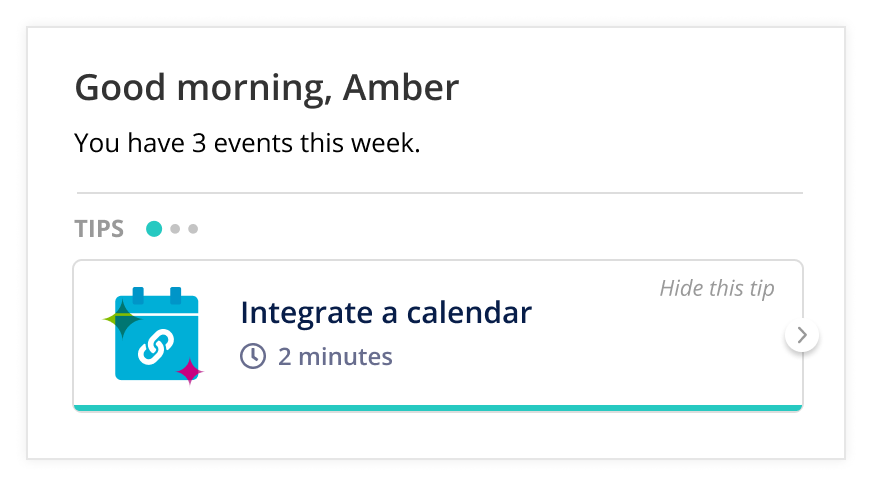 Good morning, Amber
You have 3 events this week.
TIPS
Hide this tip
Integrate a calendar
2 minutes